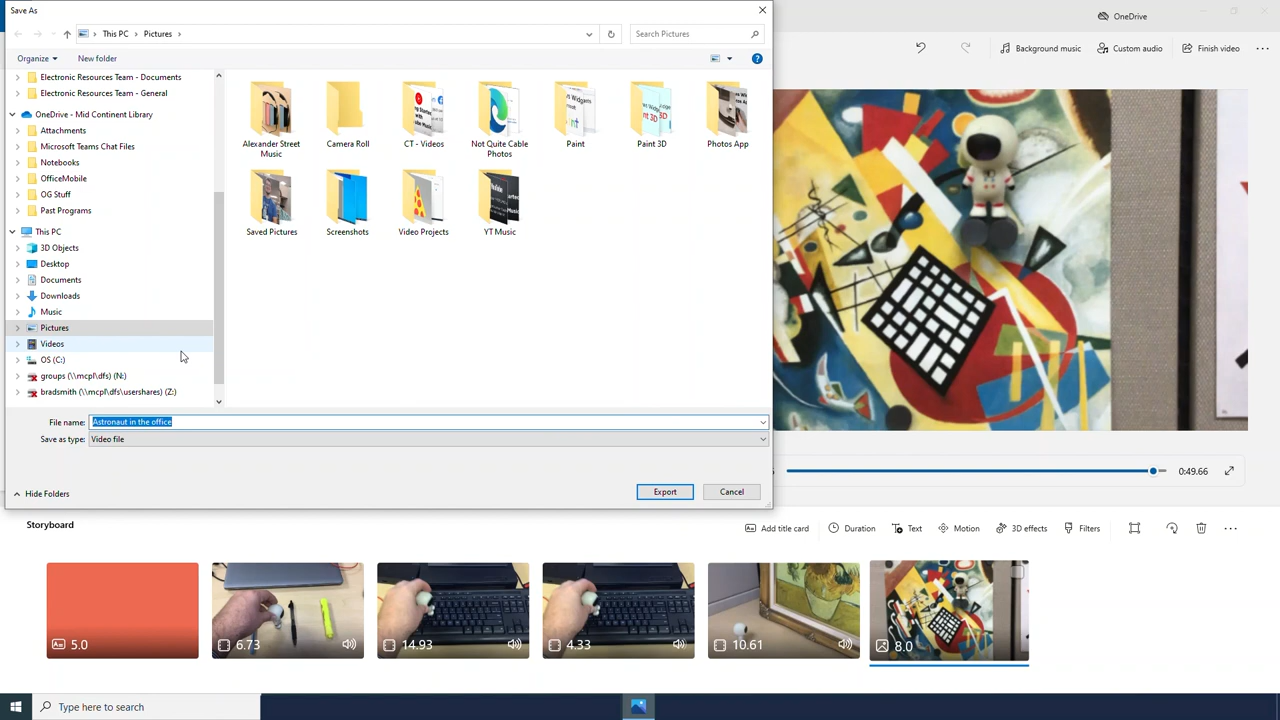 Save As
This PC > Pictures >
Search Pictures
Organize
New folder
Electronic Resources Team - Documents
Electronic Resources Team - General
OneDrive - Mid Continent Library
Attachments
Microsoft Teams Chat Files
Notebooks
OfficeMobile
OG Stuff
Past Programs
This PC
3D Objects
Desktop
Documents
Downloads
Music
Pictures
Videos
OS (C:)
groups (\\mcpl\dfs) (N:)
bradsmith (\\mcpl\dfs\usershares) (Z:)
Alexander Street
Music
Camera Roll
CT - Videos
Not Quite Cable
Photos
Paint
Paint 3D
Photos App
Saved Pictures
Screenshots
Video Projects
YT Music
File name: Astronaut in the office
Save as type: Video file
Hide Folders
Export
Cancel
OneDrive
Background music
Custom audio
Finish video
0:49.66
Storyboard
Add title card
Duration
Text
Motion
3D effects
Filters
5.0
6.73
14.93
4.33
10.61
8.0
Type here to search